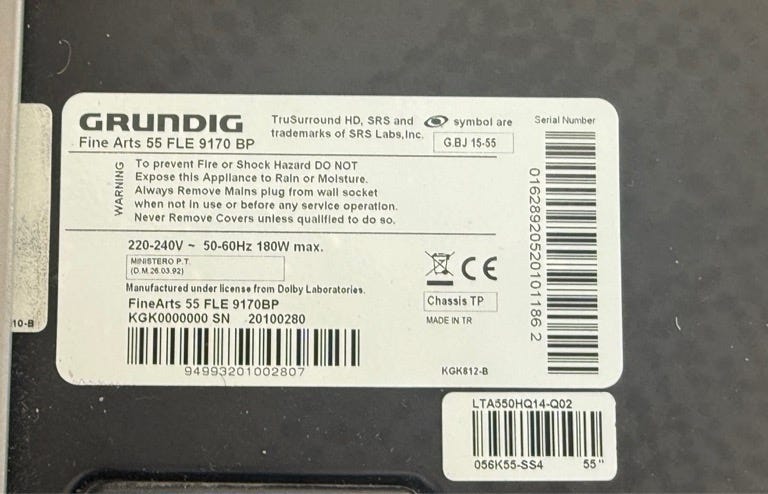 GRUNDIG
Fine Arts 55 FLE 9170 BP
TruSurround HD, SRS and symbol are
trademarks of SRS Labs,Inc.
G.BJ 15-55
Serial Number
WARNING
To prevent Fire or Shock Hazard DO NOT
Expose this Appliance to Rain or Moisture.
Always Remove Mains plug from wall socket
when not in use or before any service operation.
Never Remove Covers unless qualified to do so.
220-240V ~ 50-60Hz 180W max.
MINISTERO P.T.
(D.M.26.03.92)
Manufactured under license from Dolby Laboratories.
FineArts 55 FLE 9170BP
KGK0000000 SN 20100280
94993201002807
CE
Chassis TP
MADE IN TR
KGK812-B
01628920520101186 2
10-B
LTA550HQ14-Q02
056K55-SS4 55"